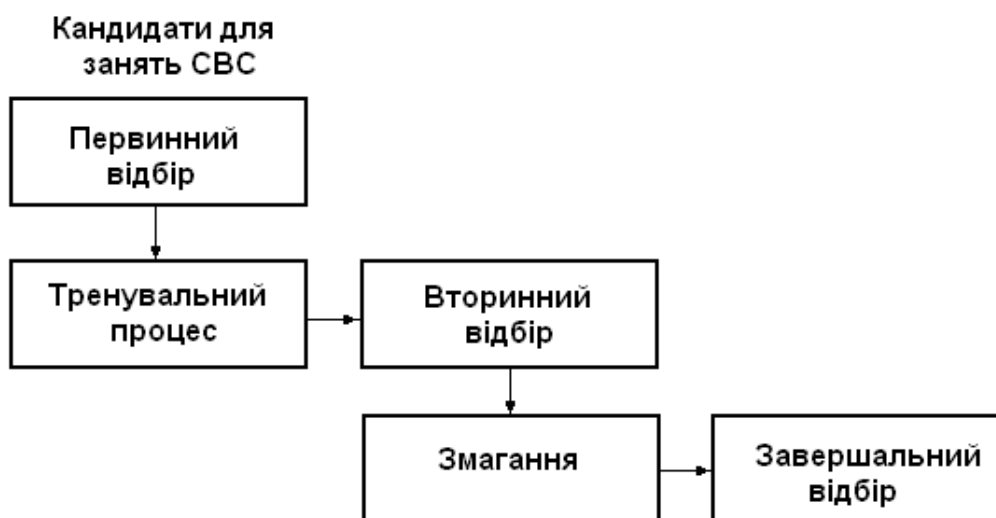 Кандидати для
занять СВС
Первинний
відбір
Тренувальний
процес
Вторинний
відбір
Змагання
Завершальний
відбір